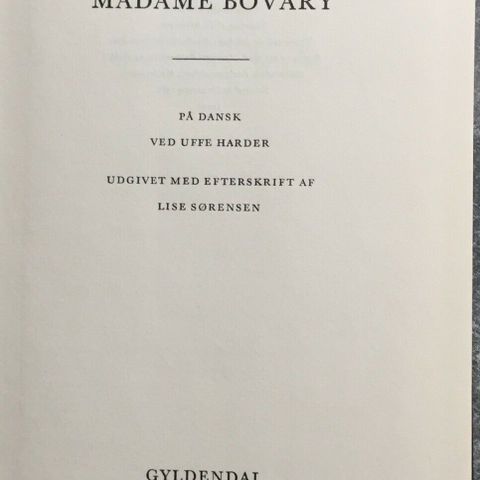 MADAME BOVARY
PÅ DANSK
VED UFFE HARDER
UDGIVET MED EFTERSKRIFT AF
LISE SØRENSEN
GYLDENDAL